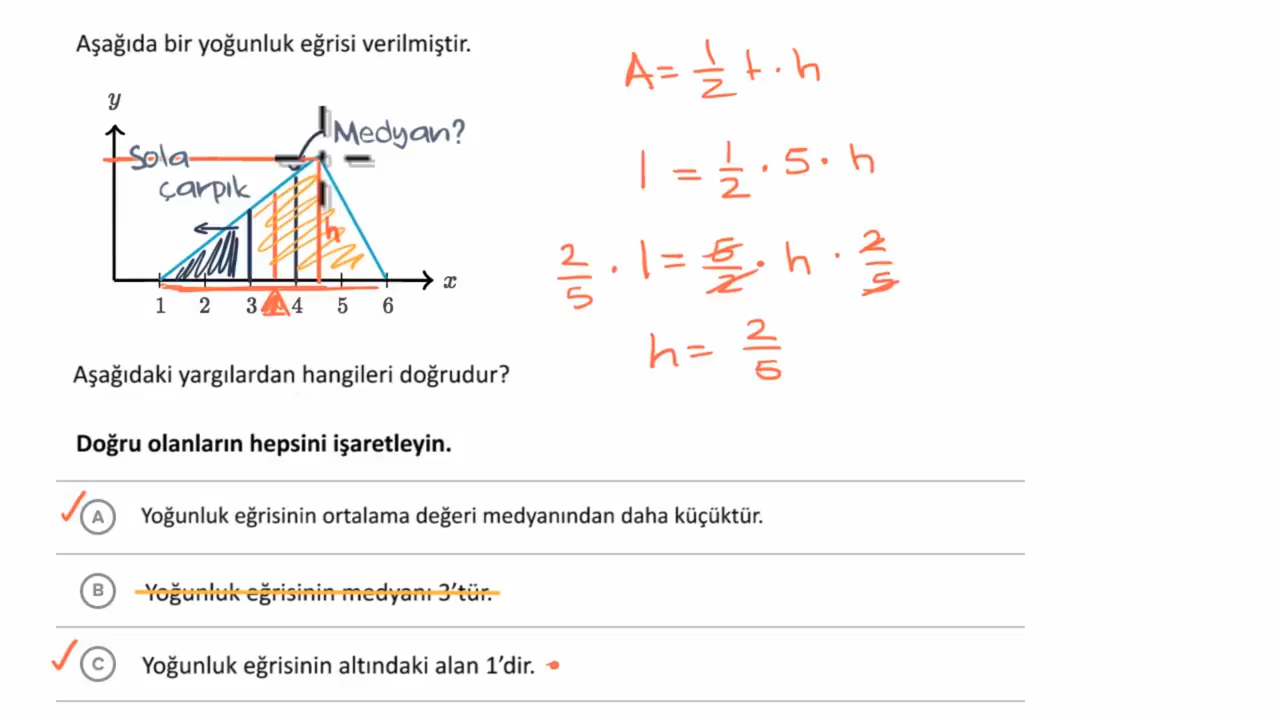 Aşağıda bir yoğunluk eğrisi verilmiştir.
y
Sola
çarpık
Medyan?
h
x
1 2 3 4 5 6
A = 1/2 t · h
1 = 1/2 · 5 · h
2/5 · 1 = 5/2 · h · 2/5
h = 2/5
Aşağıdaki yargılardan hangileri doğrudur?
Doğru olanların hepsini işaretleyin.
A Yoğunluk eğrisinin ortalama değeri medyanından daha küçüktür.
B Yoğunluk eğrisinin medyanı 3'tür.
C Yoğunluk eğrisinin altındaki alan 1'dir.